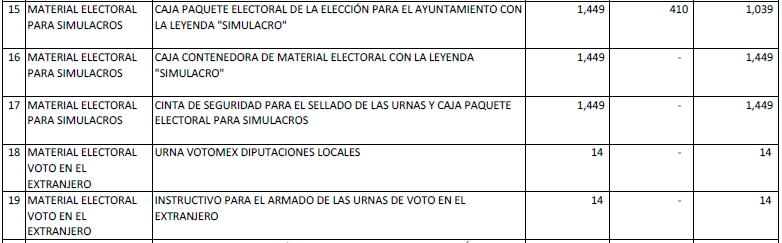 15 MATERIAL ELECTORAL CAJA PAQUETE ELECTORAL DE LA ELECCIÓN PARA EL AYUNTAMIENTO CON 1,449 410 1,039
PARA SIMULACROS LA LEYENDA "SIMULACRO"
16 MATERIAL ELECTORAL CAJA CONTENEDORA DE MATERIAL ELECTORAL CON LA LEYENDA 1,449 - 1,449
PARA SIMULACROS "SIMULACRO"
17 MATERIAL ELECTORAL CINTA DE SEGURIDAD PARA EL SELLADO DE LAS URNAS Y CAJA PAQUETE 1,449 - 1,449
PARA SIMULACROS ELECTORAL PARA SIMULACROS
18 MATERIAL ELECTORAL URNA VOTOMEX DIPUTACIONES LOCALES 14 - 14
VOTO EN EL
EXTRANJERO
19 MATERIAL ELECTORAL INSTRUCTIVO PARA EL ARMADO DE LAS URNAS DE VOTO EN EL 14 - 14
VOTO EN EL EXTRANJERO
EXTRANJERO